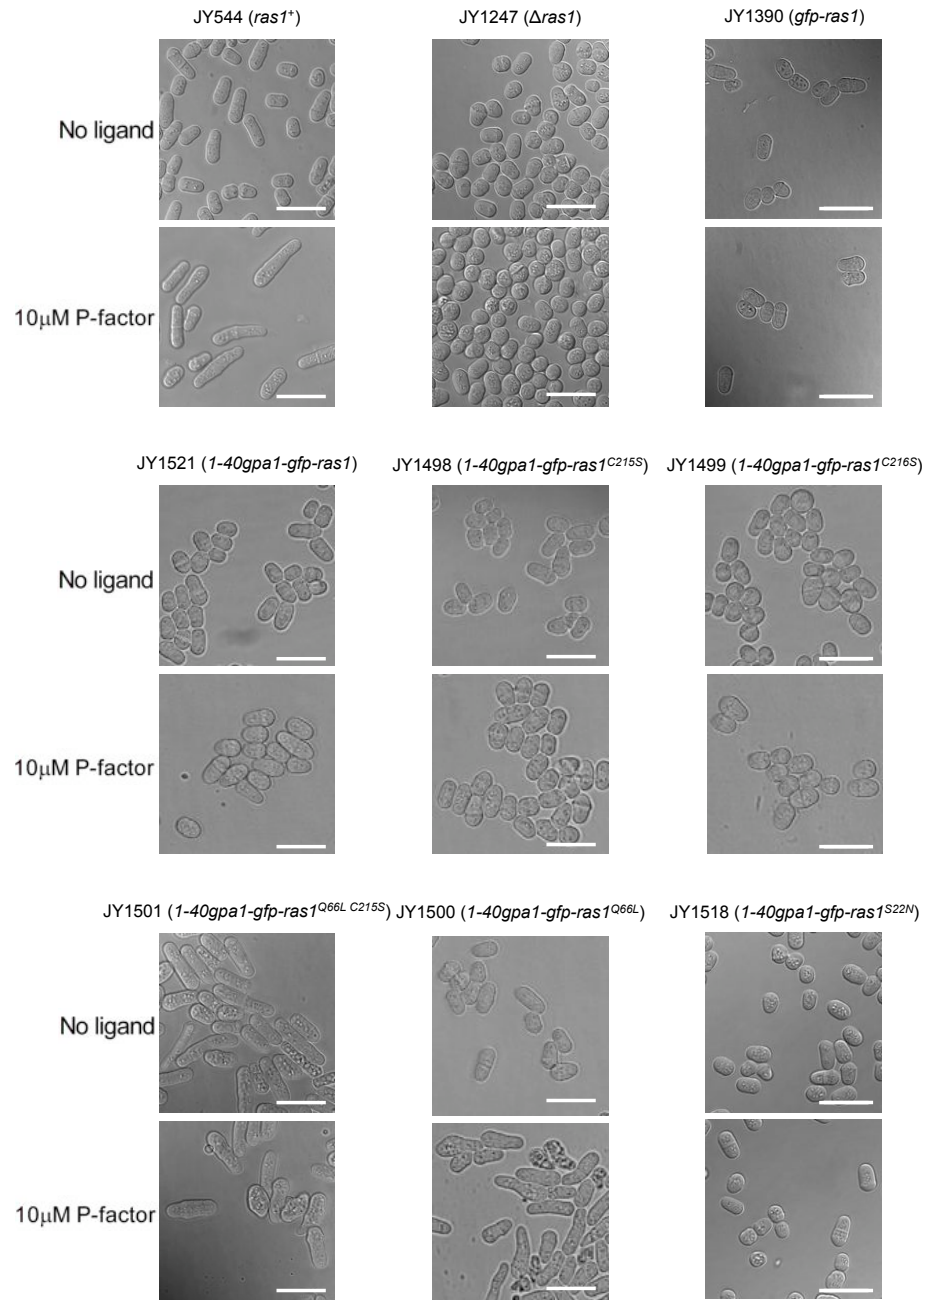 JY544 (ras1⁺) JY1247 (Δras1) JY1390 (gfp-ras1)
No ligand
10μM P-factor
JY1521 (1-40gpa1-gfp-ras1) JY1498 (1-40gpa1-gfp-ras1ᶜ²¹⁵ˢ) JY1499 (1-40gpa1-gfp-ras1ᶜ²¹⁶ˢ)
No ligand
10μM P-factor
JY1501 (1-40gpa1-gfp-ras1Q66L C215S) JY1500 (1-40gpa1-gfp-ras1Q66L) JY1518 (1-40gpa1-gfp-ras1S22N)
No ligand
10μM P-factor